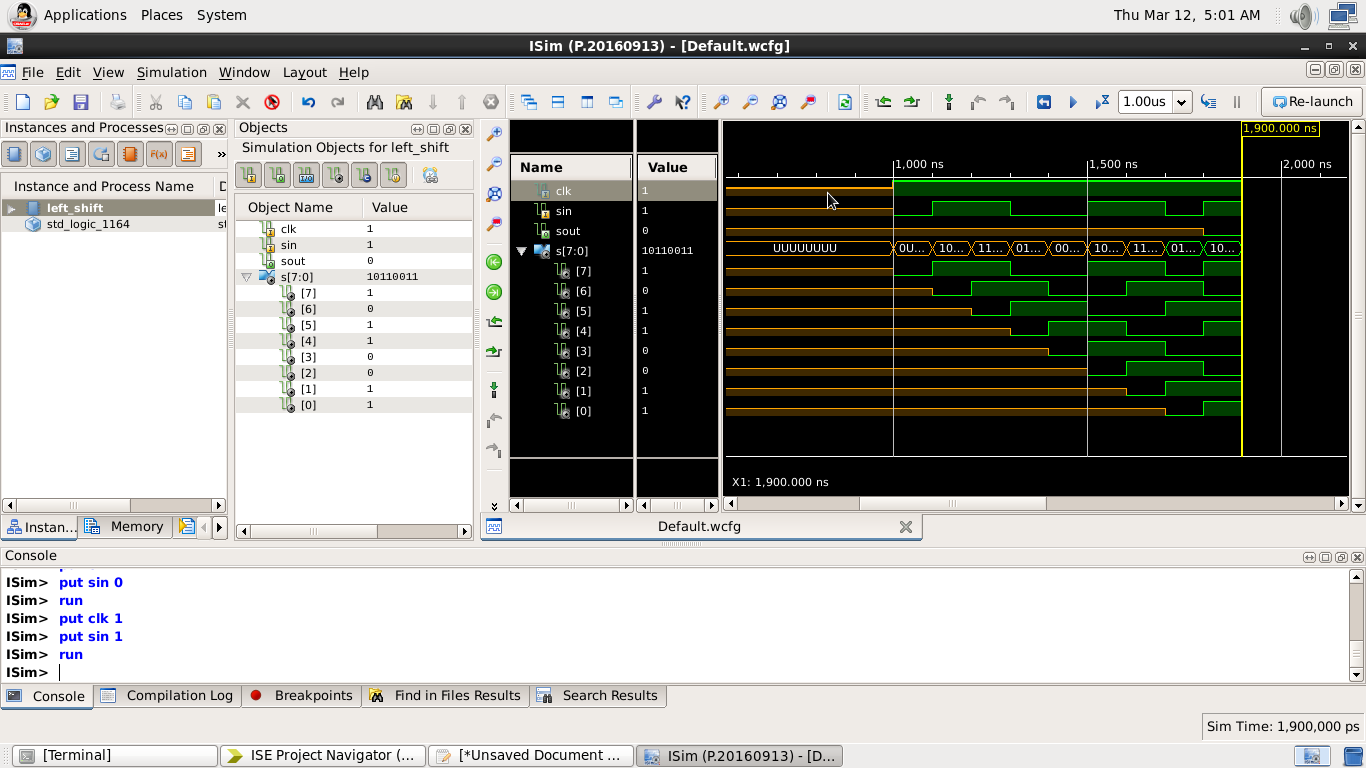 Applications Places System Thu Mar 12, 5:01 AM
ISim (P.20160913) - [Default.wcfg]
File Edit View Simulation Window Layout Help
1.00us Re-launch
Instances and Processes
F(x)
»
Instance and Process Name D
left_shift le
std_logic_1164 st
Instan... Memory
Objects
Simulation Objects for left_shift
Object Name Value
clk 1
sin 1
sout 0
s[7:0] 10110011
[7] 1
[6] 0
[5] 1
[4] 1
[3] 0
[2] 0
[1] 1
[0] 1
Name Value
clk 1
sin 1
sout 0
s[7:0] 10110011
[7] 1
[6] 0
[5] 1
[4] 1
[3] 0
[2] 0
[1] 1
[0] 1
1,900.000 ns
1,000 ns 1,500 ns 2,000 ns
UUUUUUUU 0U... 10... 11... 01... 00... 10... 11... 01... 10...
X1: 1,900.000 ns
Default.wcfg
Console
ISim> put sin 0
ISim> run
ISim> put clk 1
ISim> put sin 1
ISim> run
ISim>
Console Compilation Log Breakpoints Find in Files Results Search Results
Sim Time: 1,900,000 ps
[Terminal] ISE Project Navigator (... [*Unsaved Document ... ISim (P.20160913) - [D...